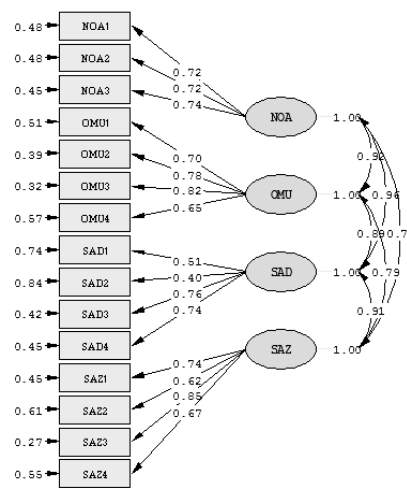 0.48 NOA1
0.48 NOA2
0.45 NOA3
0.51 OMU1
0.39 OMU2
0.32 OMU3
0.57 OMU4
0.74 SAD1
0.84 SAD2
0.42 SAD3
0.45 SAD4
0.45 SAZ1
0.61 SAZ2
0.27 SAZ3
0.55 SAZ4
0.72
0.72
0.74
0.70
0.78
0.82
0.65
0.51
0.40
0.76
0.74
0.74
0.62
0.85
0.67
NOA 1.00
OMU 1.00
SAD 1.00
SAZ 1.00
0.92
0.96
0.89
0.7
0.79
0.91